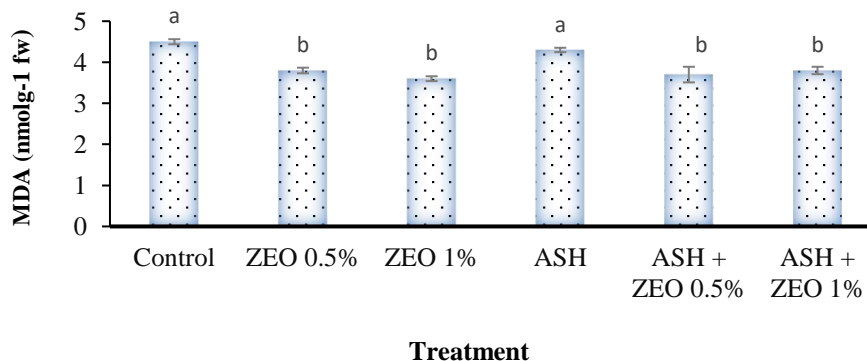 MDA (nmolg-1 fw)
5
4
3
2
1
0
a
b
b
a
b
b
Control
ZEO 0.5%
ZEO 1%
ASH
ASH +
ZEO 0.5%
ASH +
ZEO 1%
Treatment